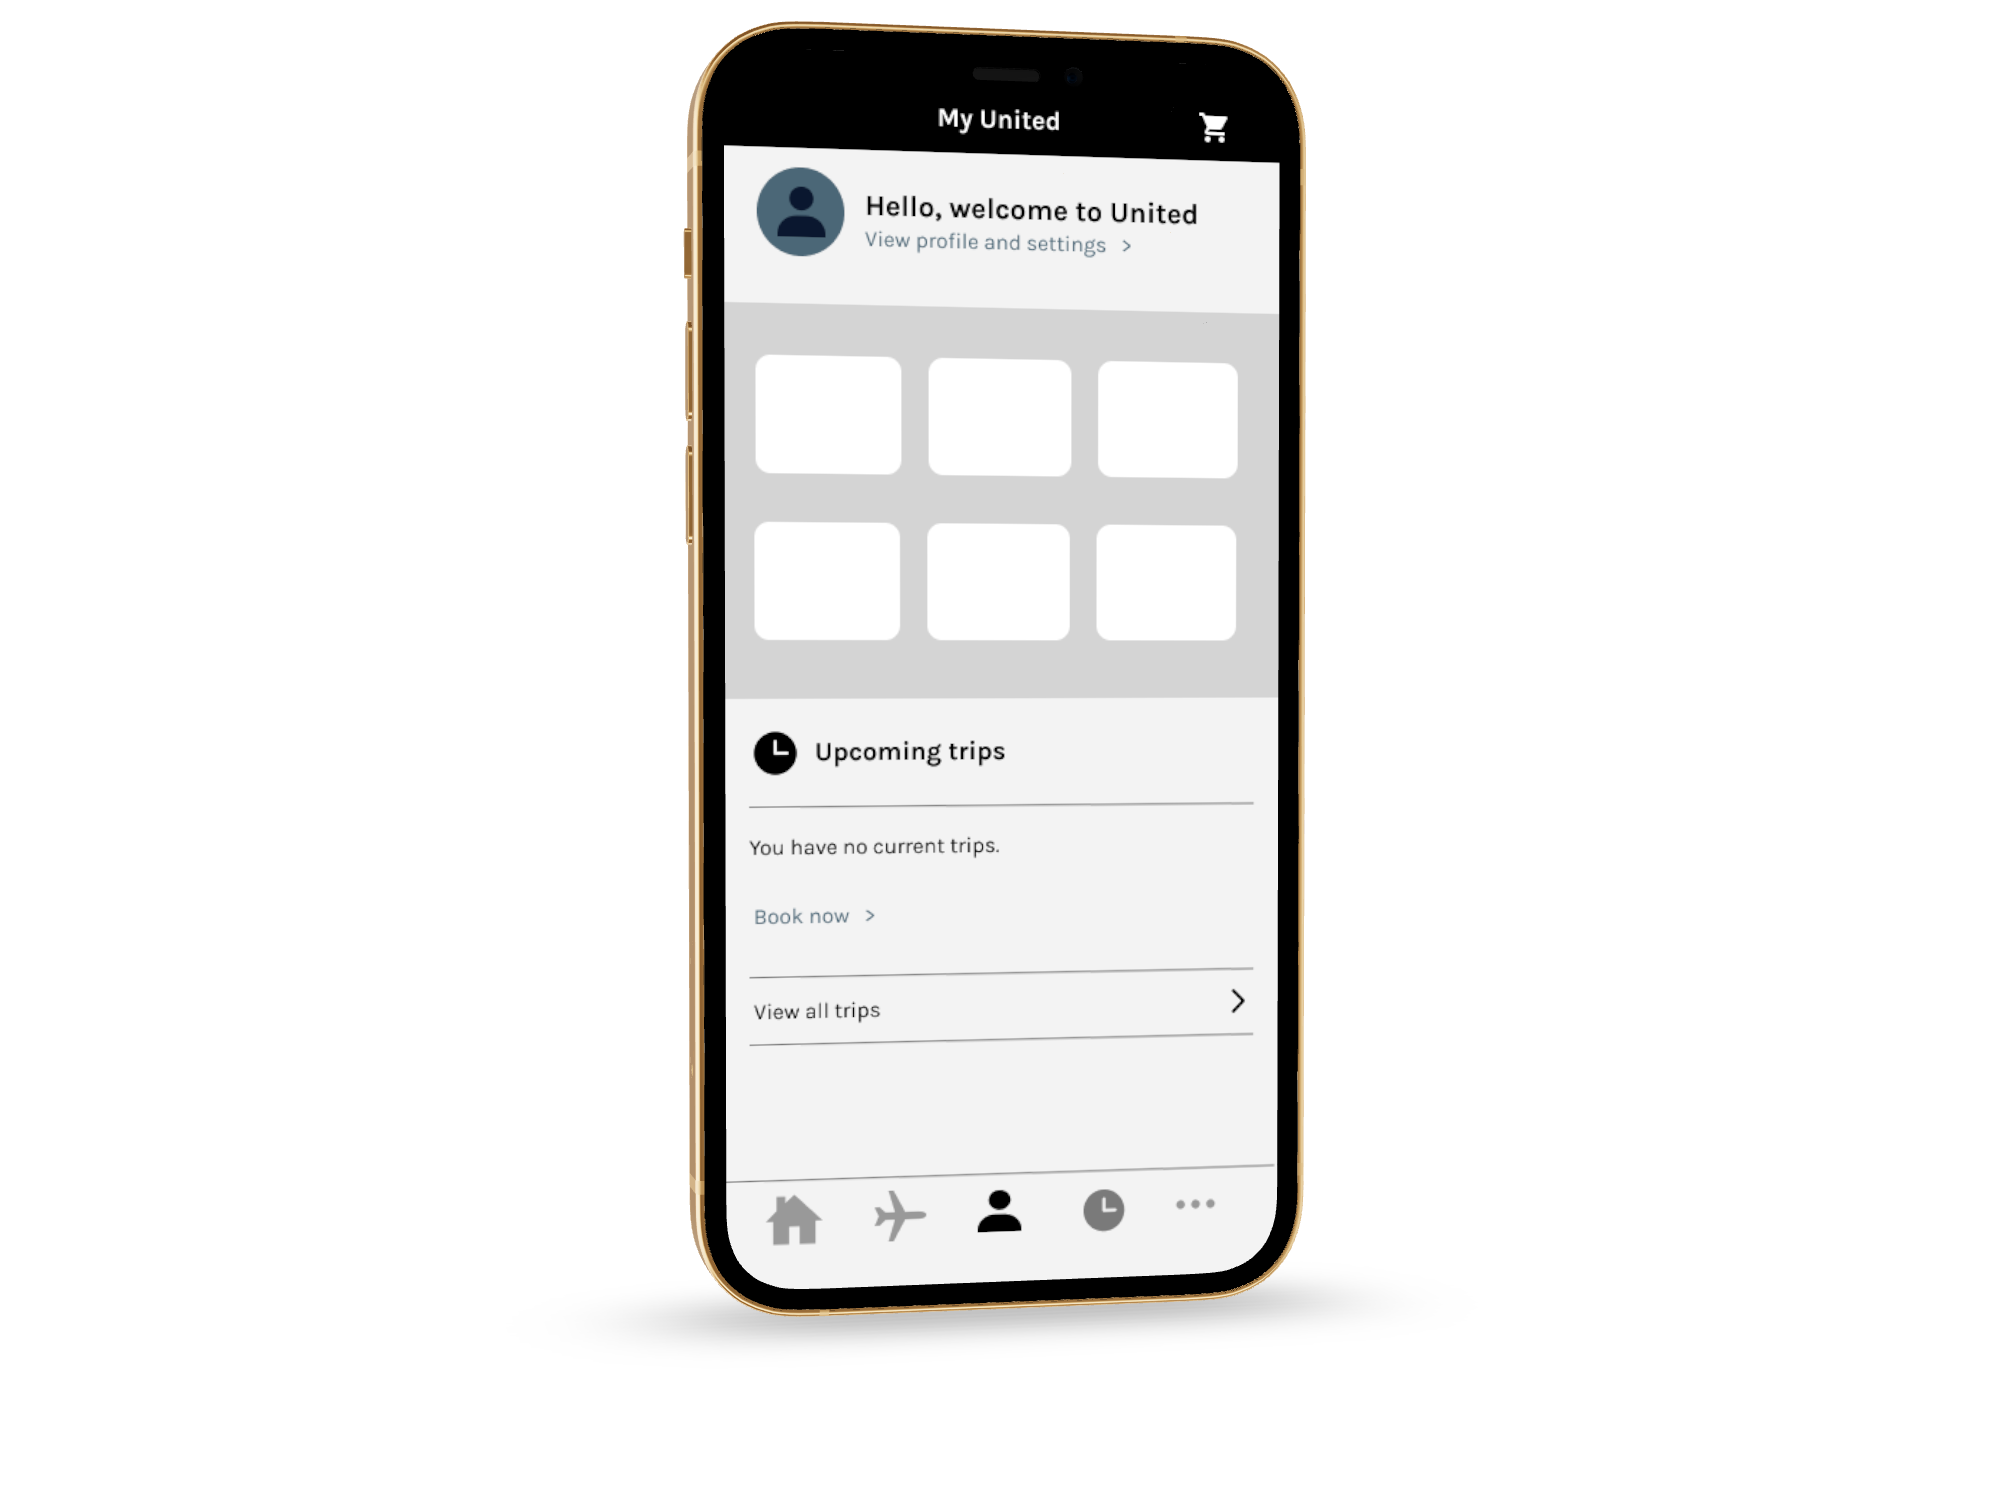 My United
Hello, welcome to United
View profile and settings >
Upcoming trips
You have no current trips.
Book now >
View all trips